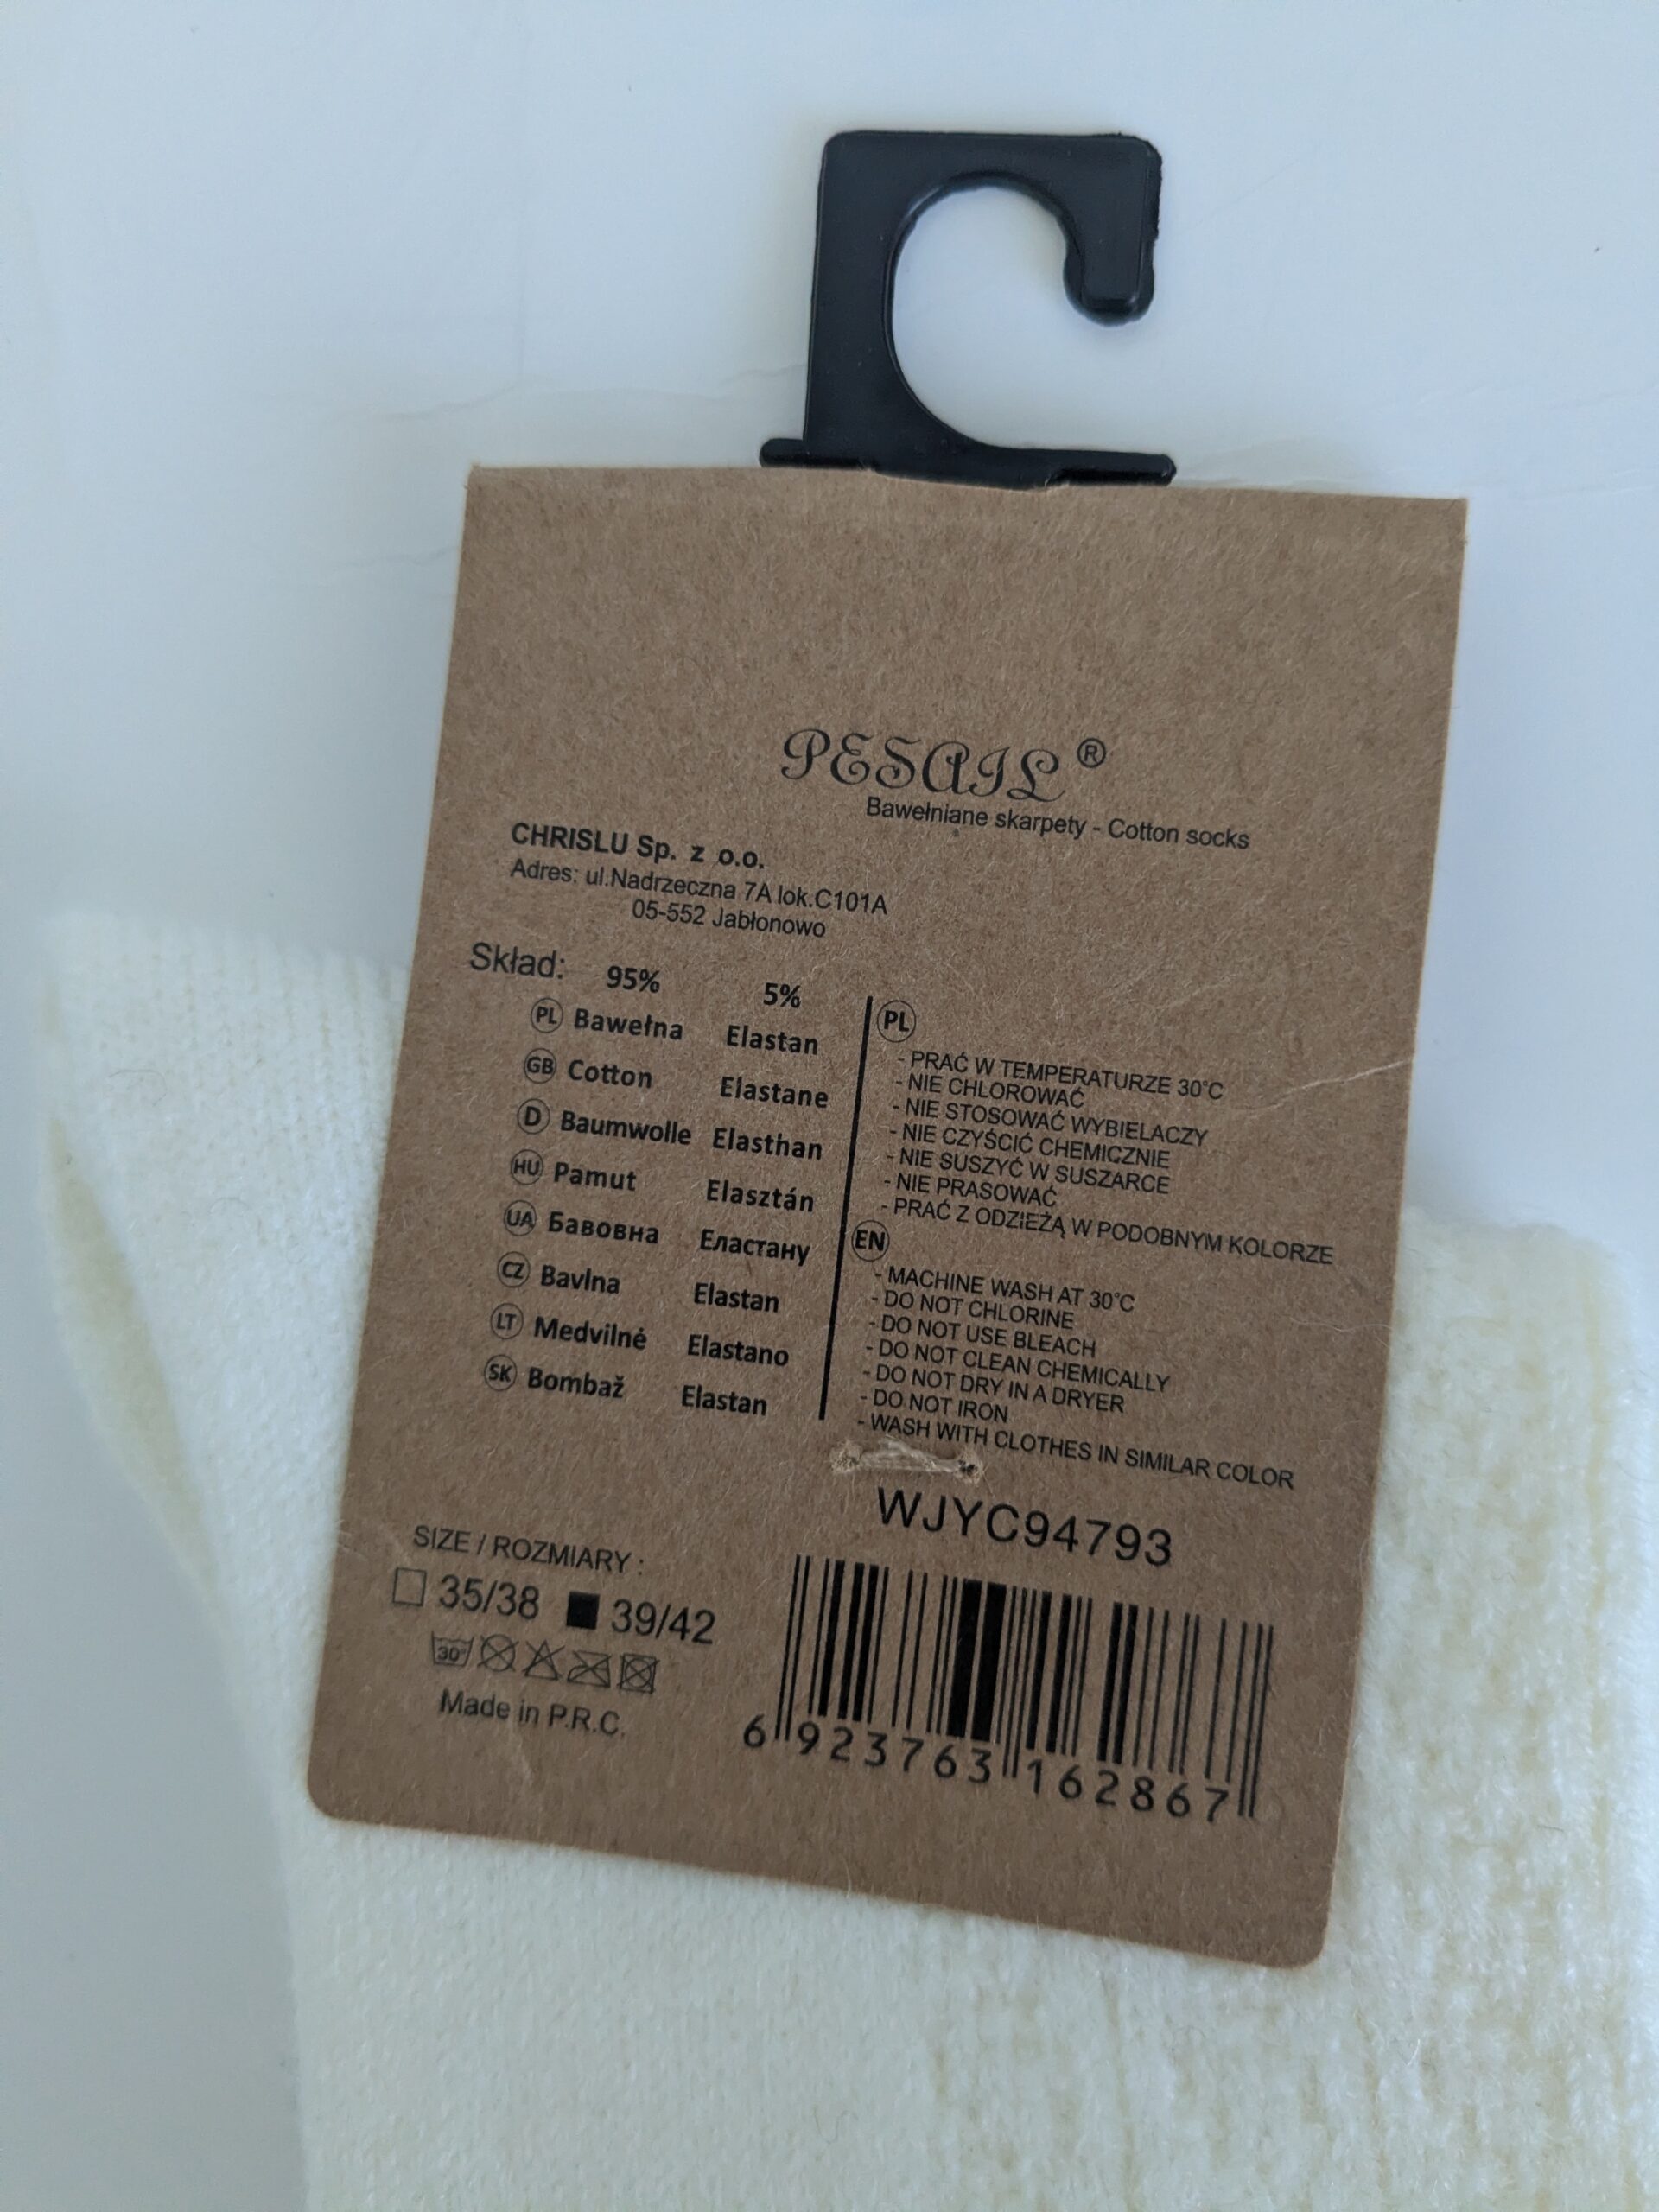 PESAIL ®
Bawełniane skarpety - Cotton socks
CHRISLU Sp. z o.o.
Adres: ul.Nadrzeczna 7A lok.C101A
05-552 Jabłonowo
Skład: 95% 5%
PL Bawełna Elastan
GB Cotton Elastane
D Baumwolle Elasthan
HU Pamut Elasztán
UA Бавовна Еластану
CZ Bavlna Elastan
LT Medvilnė Elastano
SK Bombaž Elastan
PL
- PRAĆ W TEMPERATURZE 30°C
- NIE CHLOROWAĆ
- NIE STOSOWAĆ WYBIELACZY
- NIE CZYŚCIĆ CHEMICZNIE
- NIE SUSZYĆ W SUSZARCE
- NIE PRASOWAĆ
- PRAĆ Z ODZIEŻĄ W PODOBNYM KOLORZE
EN
- MACHINE WASH AT 30°C
- DO NOT CHLORINE
- DO NOT USE BLEACH
- DO NOT CLEAN CHEMICALLY
- DO NOT DRY IN A DRYER
- DO NOT IRON
- WASH WITH CLOTHES IN SIMILAR COLOR
WJYC94793
SIZE / ROZMIARY :
35/38 39/42
30°
Made in P.R.C.
6 923763 162867